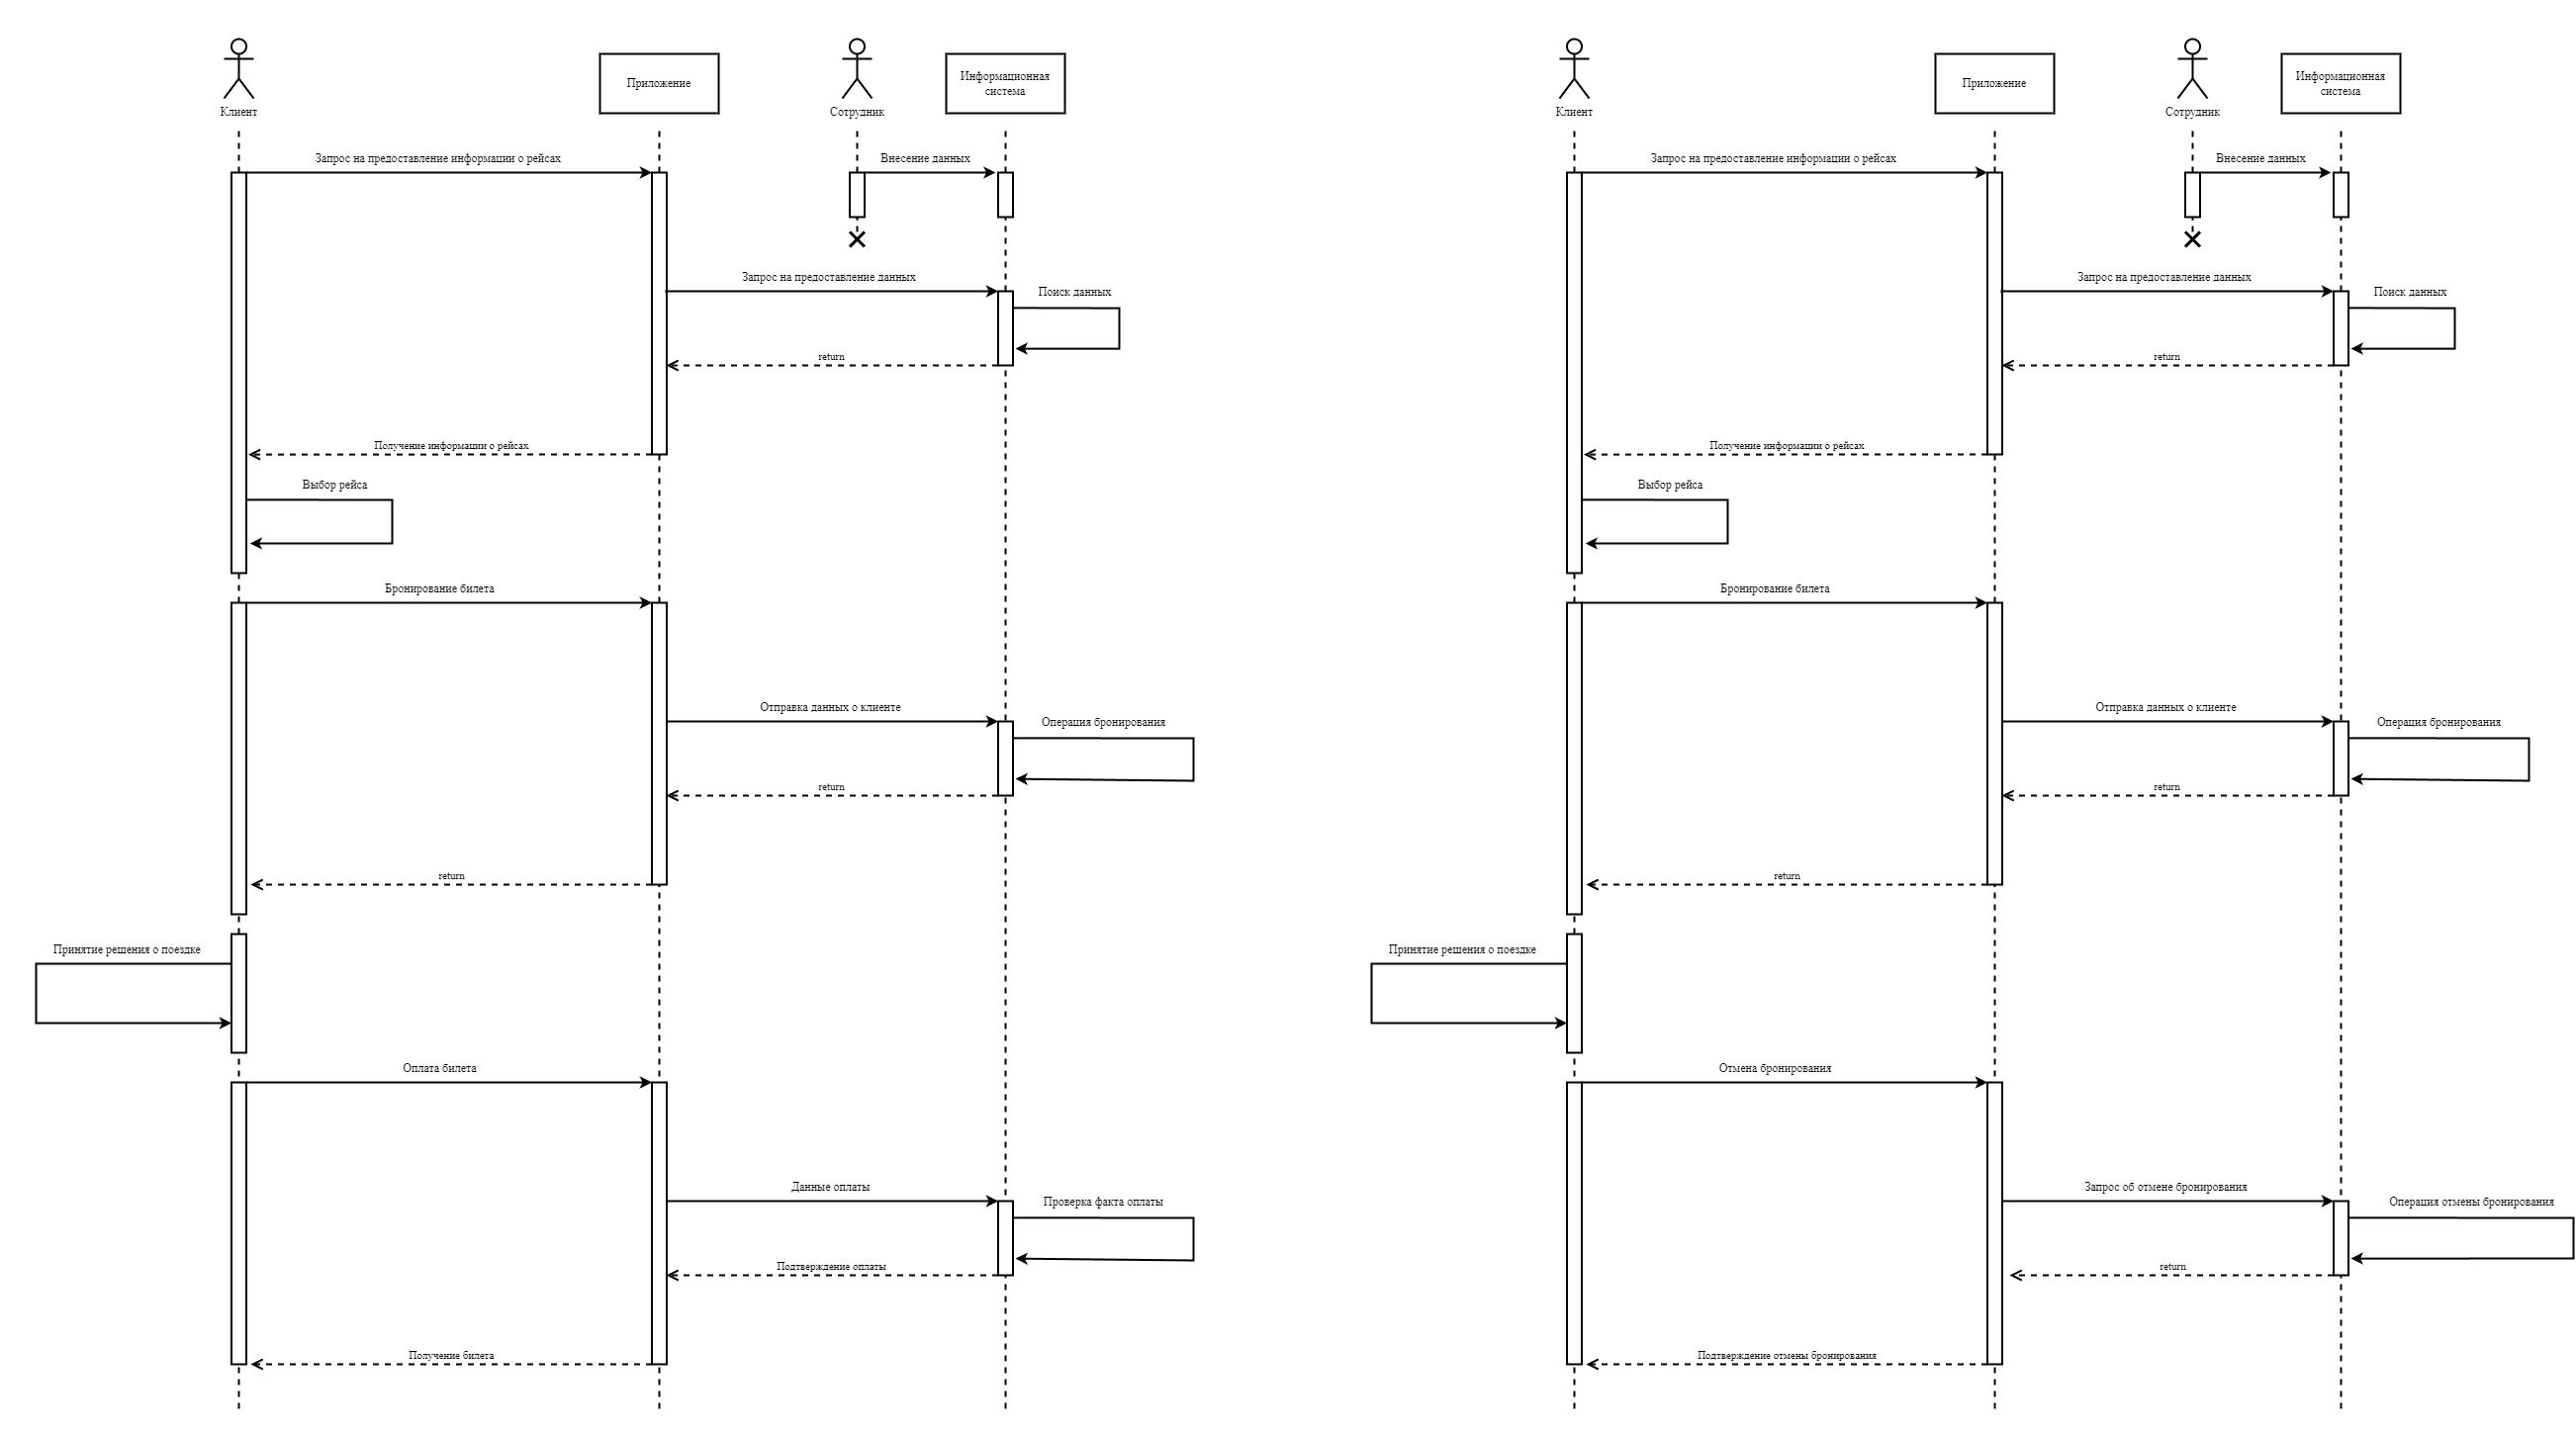 Клиент
Приложение
Сотрудник
Информационная
система
Запрос на предоставление информации о рейсах
Внесение данных
Запрос на предоставление данных
Поиск данных
return
Получение информации о рейсах
Выбор рейса
Бронирование билета
Отправка данных о клиенте
Операция бронирования
return
return
Принятие решения о поездке
Оплата билета
Данные оплаты
Проверка факта оплаты
Подтверждение оплаты
Получение билета
Клиент
Приложение
Сотрудник
Информационная
система
Запрос на предоставление информации о рейсах
Внесение данных
Запрос на предоставление данных
Поиск данных
return
Получение информации о рейсах
Выбор рейса
Бронирование билета
Отправка данных о клиенте
Операция бронирования
return
return
Принятие решения о поездке
Отмена бронирования
Запрос об отмене бронирования
Операция отмены бронирования
return
Подтверждение отмены бронирования